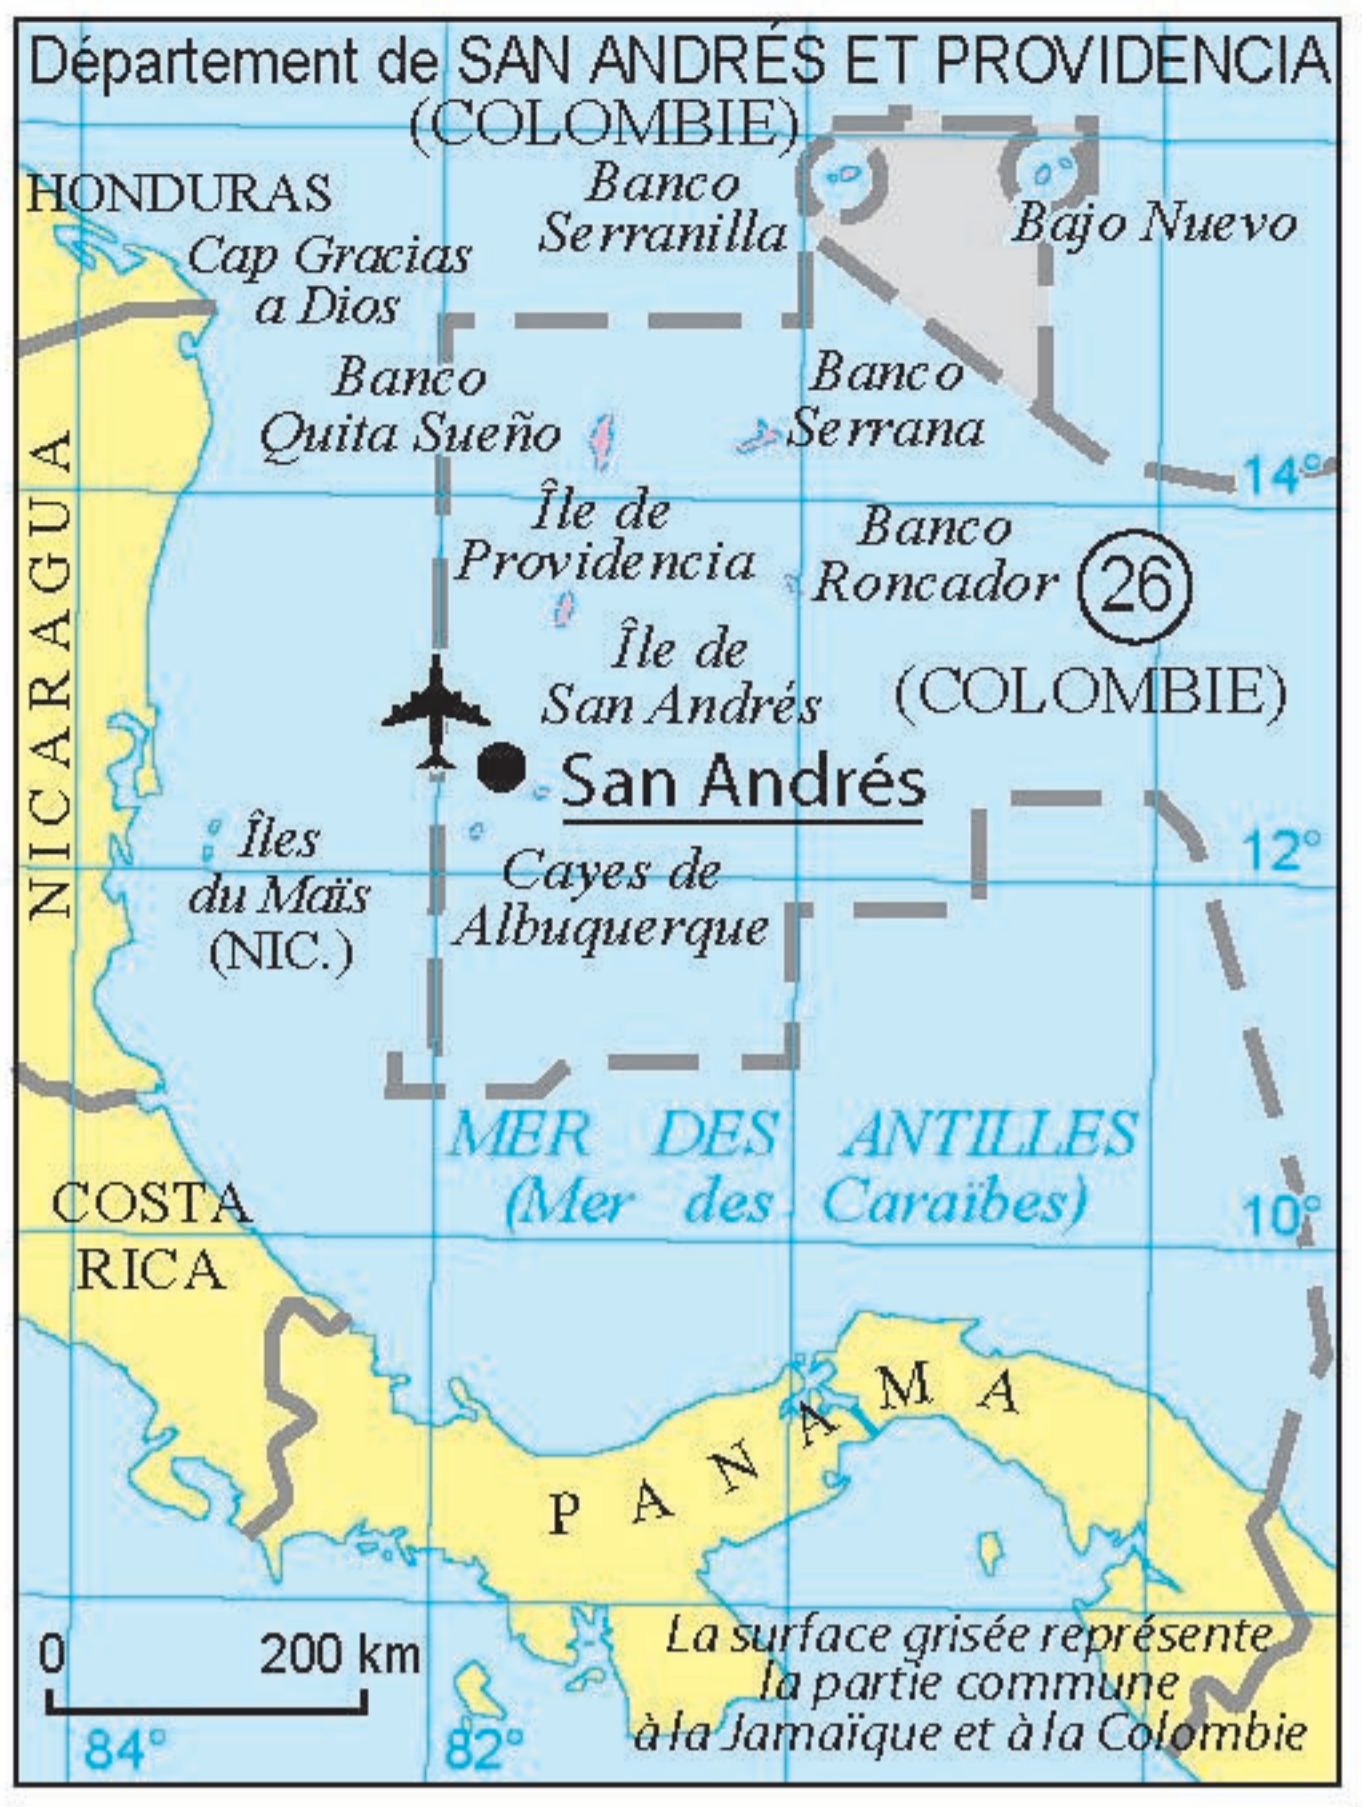 Département de SAN ANDRÉS ET PROVIDENCIA
(COLOMBIE)
HONDURAS
Banco
Serranilla
Bajo Nuevo
Cap Gracias
a Dios
Banco
Quita Sueño
Banco
Serrana
14°
NICARAGUA
Île de
Providencia
Banco
Roncador
26
(COLOMBIE)
Île de
San Andrés
San Andrés
Îles
du Maïs
(NIC.)
Cayes de
Albuquerque
12°
MER DES ANTILLES
(Mer des Caraïbes)
10°
COSTA
RICA
PANAMA
0 200 km
La surface grisée représente
la partie commune
à la Jamaïque et à la Colombie
84° 82°